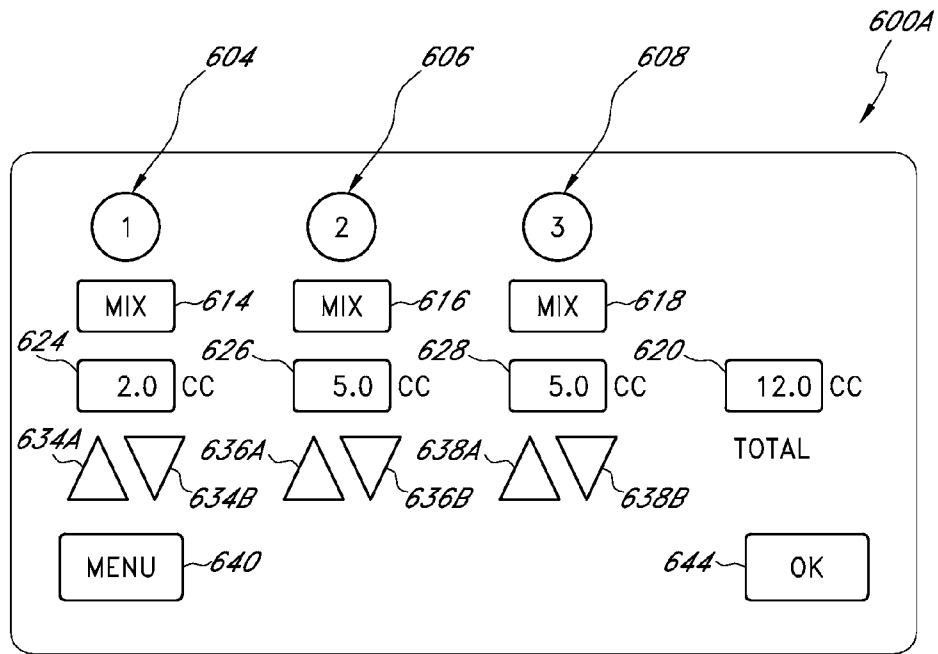 600A
604 606 608
1 2 3
MIX 614 MIX 616 MIX 618
624 626 628 620
2.0 CC 5.0 CC 5.0 CC 12.0 CC
634A 636A 638A TOTAL
634B 636B 638B
MENU 640 644 OK